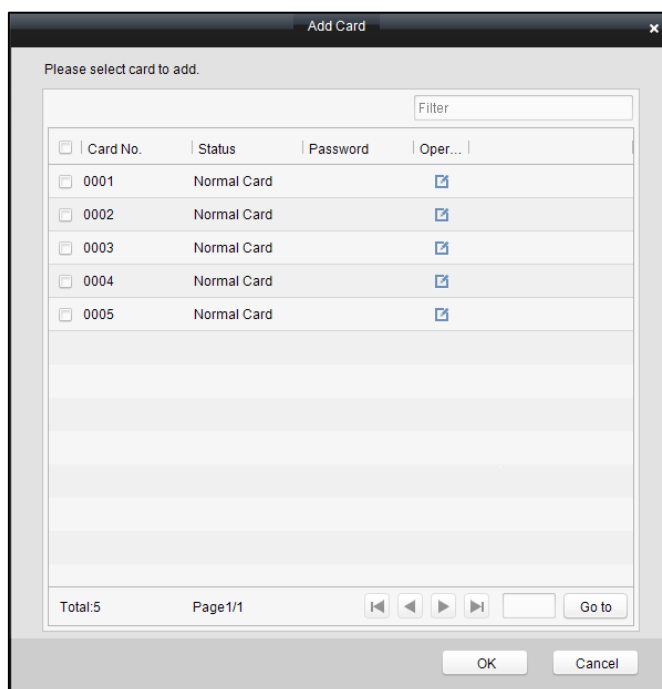 Add Card
Please select card to add.
Filter
Card No. Status Password Oper...
0001 Normal Card
0002 Normal Card
0003 Normal Card
0004 Normal Card
0005 Normal Card
Total:5 Page1/1 Go to
OK Cancel